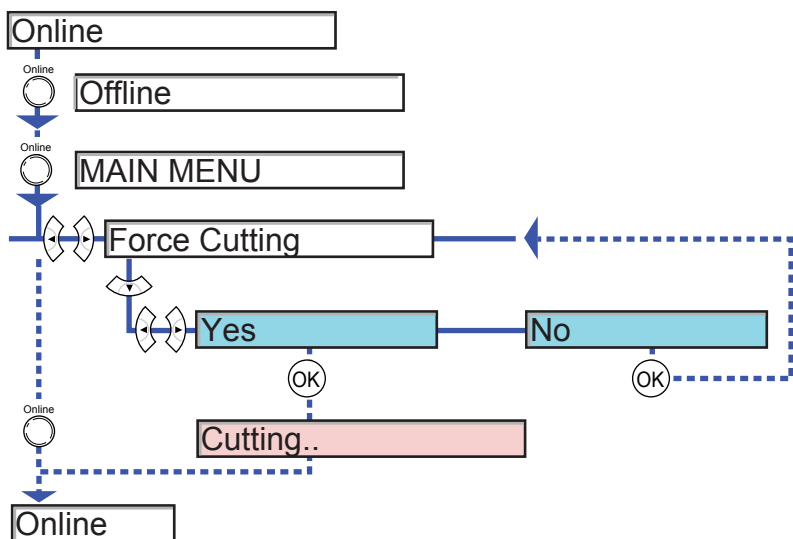 Online
Online
Offline
Online
MAIN MENU
Force Cutting
Yes
No
OK
OK
Online
Cutting..
Online